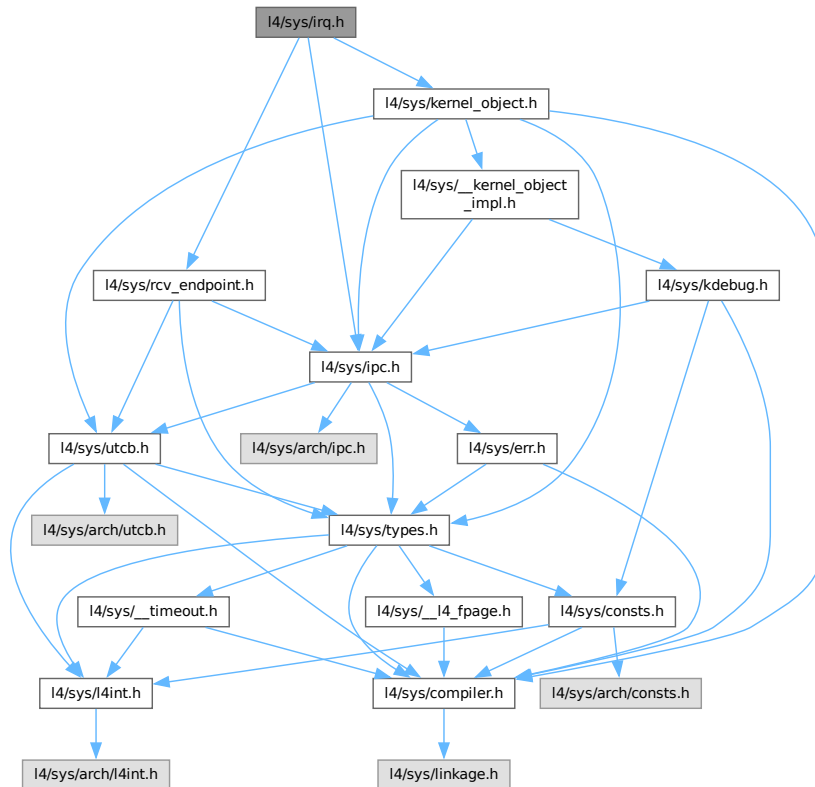 l4/sys/irq.h
l4/sys/kernel_object.h
l4/sys/__kernel_object
_impl.h
l4/sys/rcv_endpoint.h
l4/sys/kdebug.h
l4/sys/ipc.h
l4/sys/utcb.h
l4/sys/arch/ipc.h
l4/sys/err.h
l4/sys/arch/utcb.h
l4/sys/types.h
l4/sys/__timeout.h
l4/sys/__l4_fpage.h
l4/sys/consts.h
l4/sys/l4int.h
l4/sys/compiler.h
l4/sys/arch/consts.h
l4/sys/arch/l4int.h
l4/sys/linkage.h